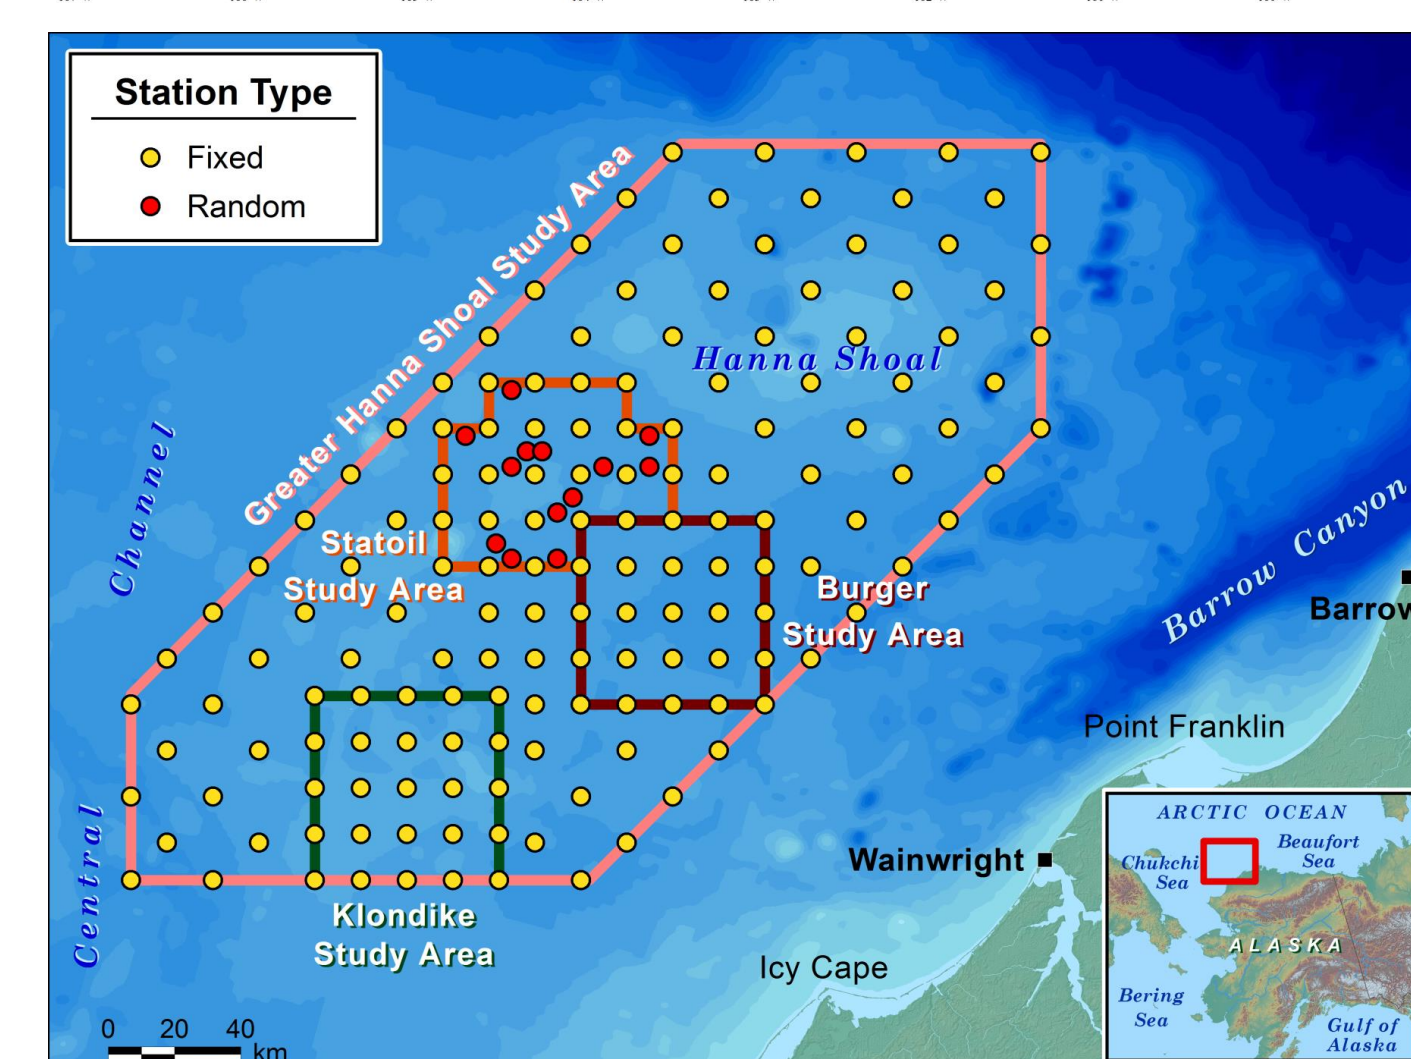 Station Type
Fixed
Random
Greater Hanna Shoal Study Area
Hanna Shoal
Channel
Statoil
Study Area
Burger
Study Area
Barrow Canyon
Barrow
Point Franklin
Central
Klondike
Study Area
Wainwright
Icy Cape
0 20 40
km
ARCTIC OCEAN
Beaufort
Sea
Chukchi
Sea
ALASKA
Bering
Sea
Gulf of
Alaska